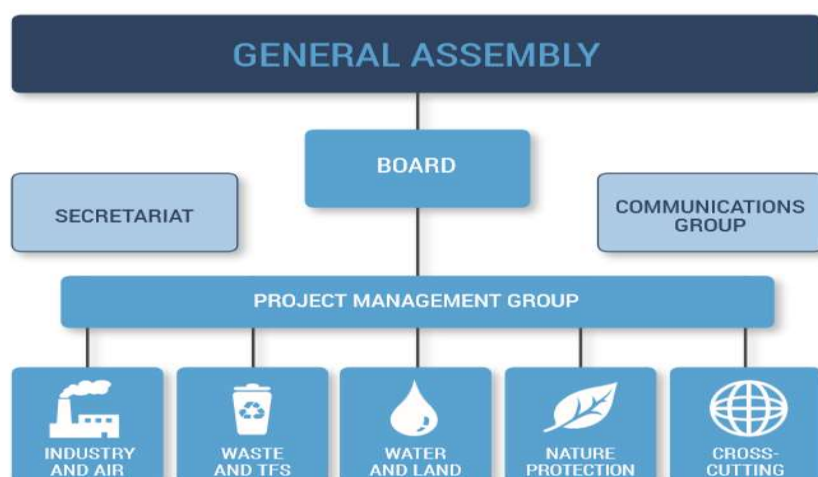 GENERAL ASSEMBLY
BOARD
SECRETARIAT
COMMUNICATIONS
GROUP
PROJECT MANAGEMENT GROUP
INDUSTRY
AND AIR
WASTE
AND TFS
WATER
AND LAND
NATURE
PROTECTION
CROSS-
CUTTING